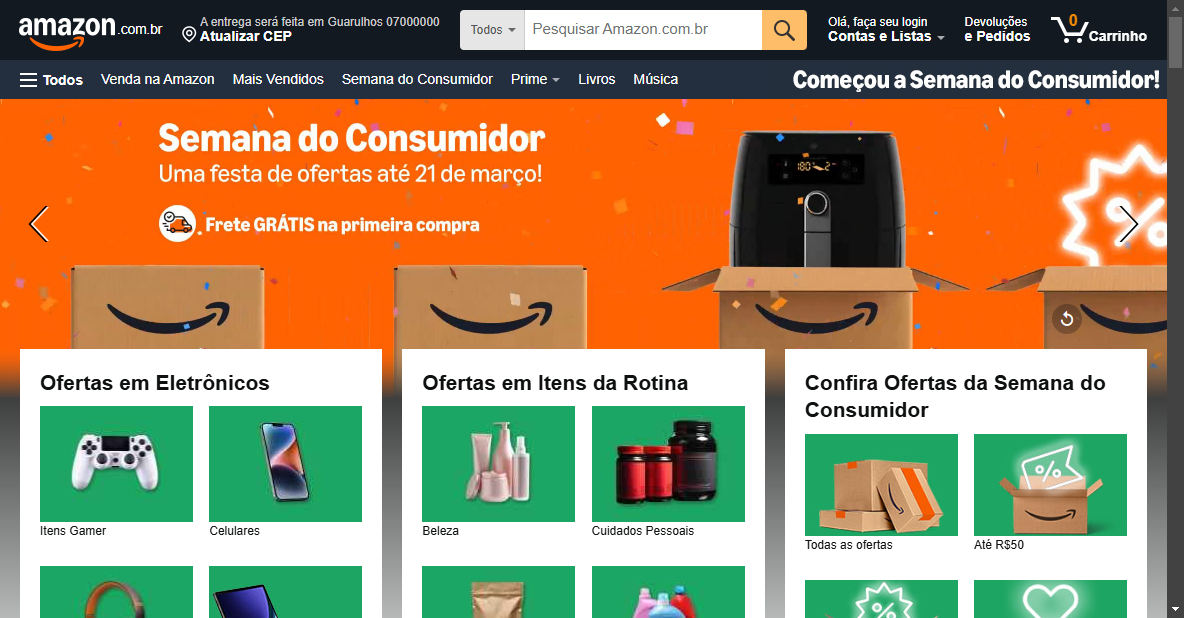 amazon.com.br
A entrega será feita em Guarulhos 07000000
Atualizar CEP
Todos
Pesquisar Amazon.com.br
Olá, faça seu login
Contas e Listas
Devoluções
e Pedidos
0
Carrinho
Todos
Venda na Amazon
Mais Vendidos
Semana do Consumidor
Prime
Livros
Música
Começou a Semana do Consumidor!
Semana do Consumidor
Uma festa de ofertas até 21 de março!
Frete GRÁTIS na primeira compra
%
Ofertas em Eletrônicos
Itens Gamer
Celulares
Ofertas em Itens da Rotina
Beleza
Cuidados Pessoais
Confira Ofertas da Semana do
Consumidor
%
Todas as ofertas
Até R$50
%